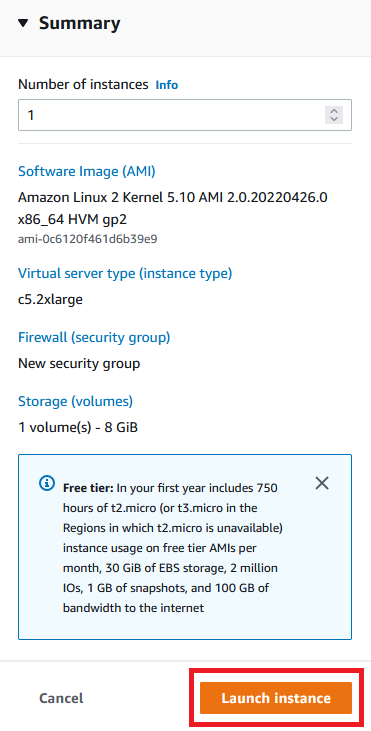 Summary
Number of instances Info
1
Software Image (AMI)
Amazon Linux 2 Kernel 5.10 AMI 2.0.20220426.0
x86_64 HVM gp2
ami-0c6120f461d6b39e9
Virtual server type (instance type)
c5.2xlarge
Firewall (security group)
New security group
Storage (volumes)
1 volume(s) - 8 GiB
Free tier: In your first year includes 750
hours of t2.micro (or t3.micro in the
Regions in which t2.micro is unavailable)
instance usage on free tier AMIs per
month, 30 GiB of EBS storage, 2 million
IOs, 1 GB of snapshots, and 100 GB of
bandwidth to the internet
Cancel
Launch instance